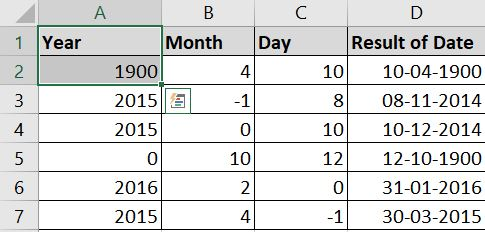 A B C D
1 Year Month Day Result of Date
2 1900 4 10 10-04-1900
3 2015 -1 8 08-11-2014
4 2015 0 10 10-12-2014
5 0 10 12 12-10-1900
6 2016 2 0 31-01-2016
7 2015 4 -1 30-03-2015